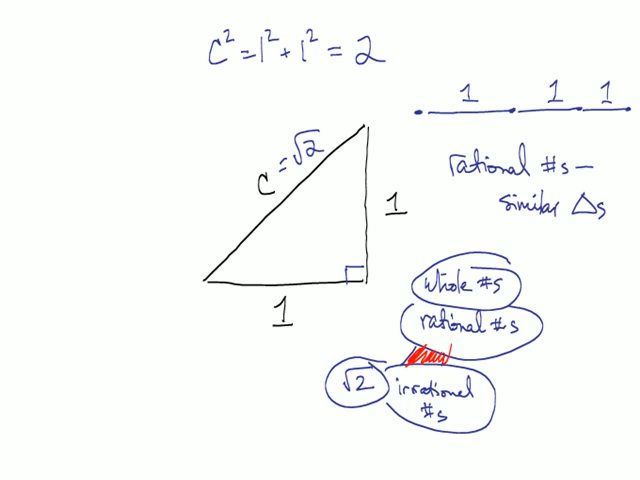 c² = 1² + 1² = 2
1 1 1
rational #s —
similar △s
c = √2
1
1
whole #s
rational #s
√2
irrational
#s